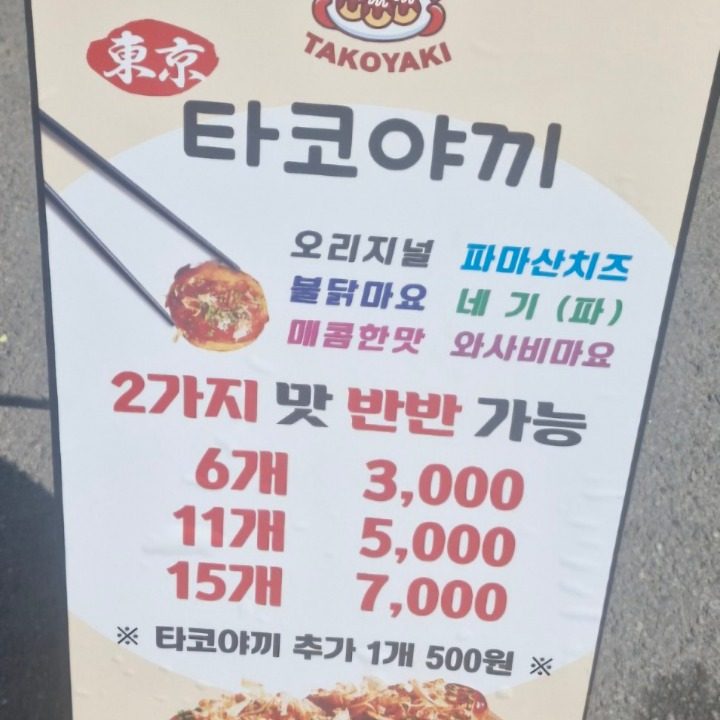 TAKOYAKI
東京
타코야끼
오리지널 파마산치즈
불닭마요 네기(파)
매콤한맛 와사비마요
2가지 맛 반반 가능
6개 3,000
11개 5,000
15개 7,000
※ 타코야끼 추가 1개 500원 ※